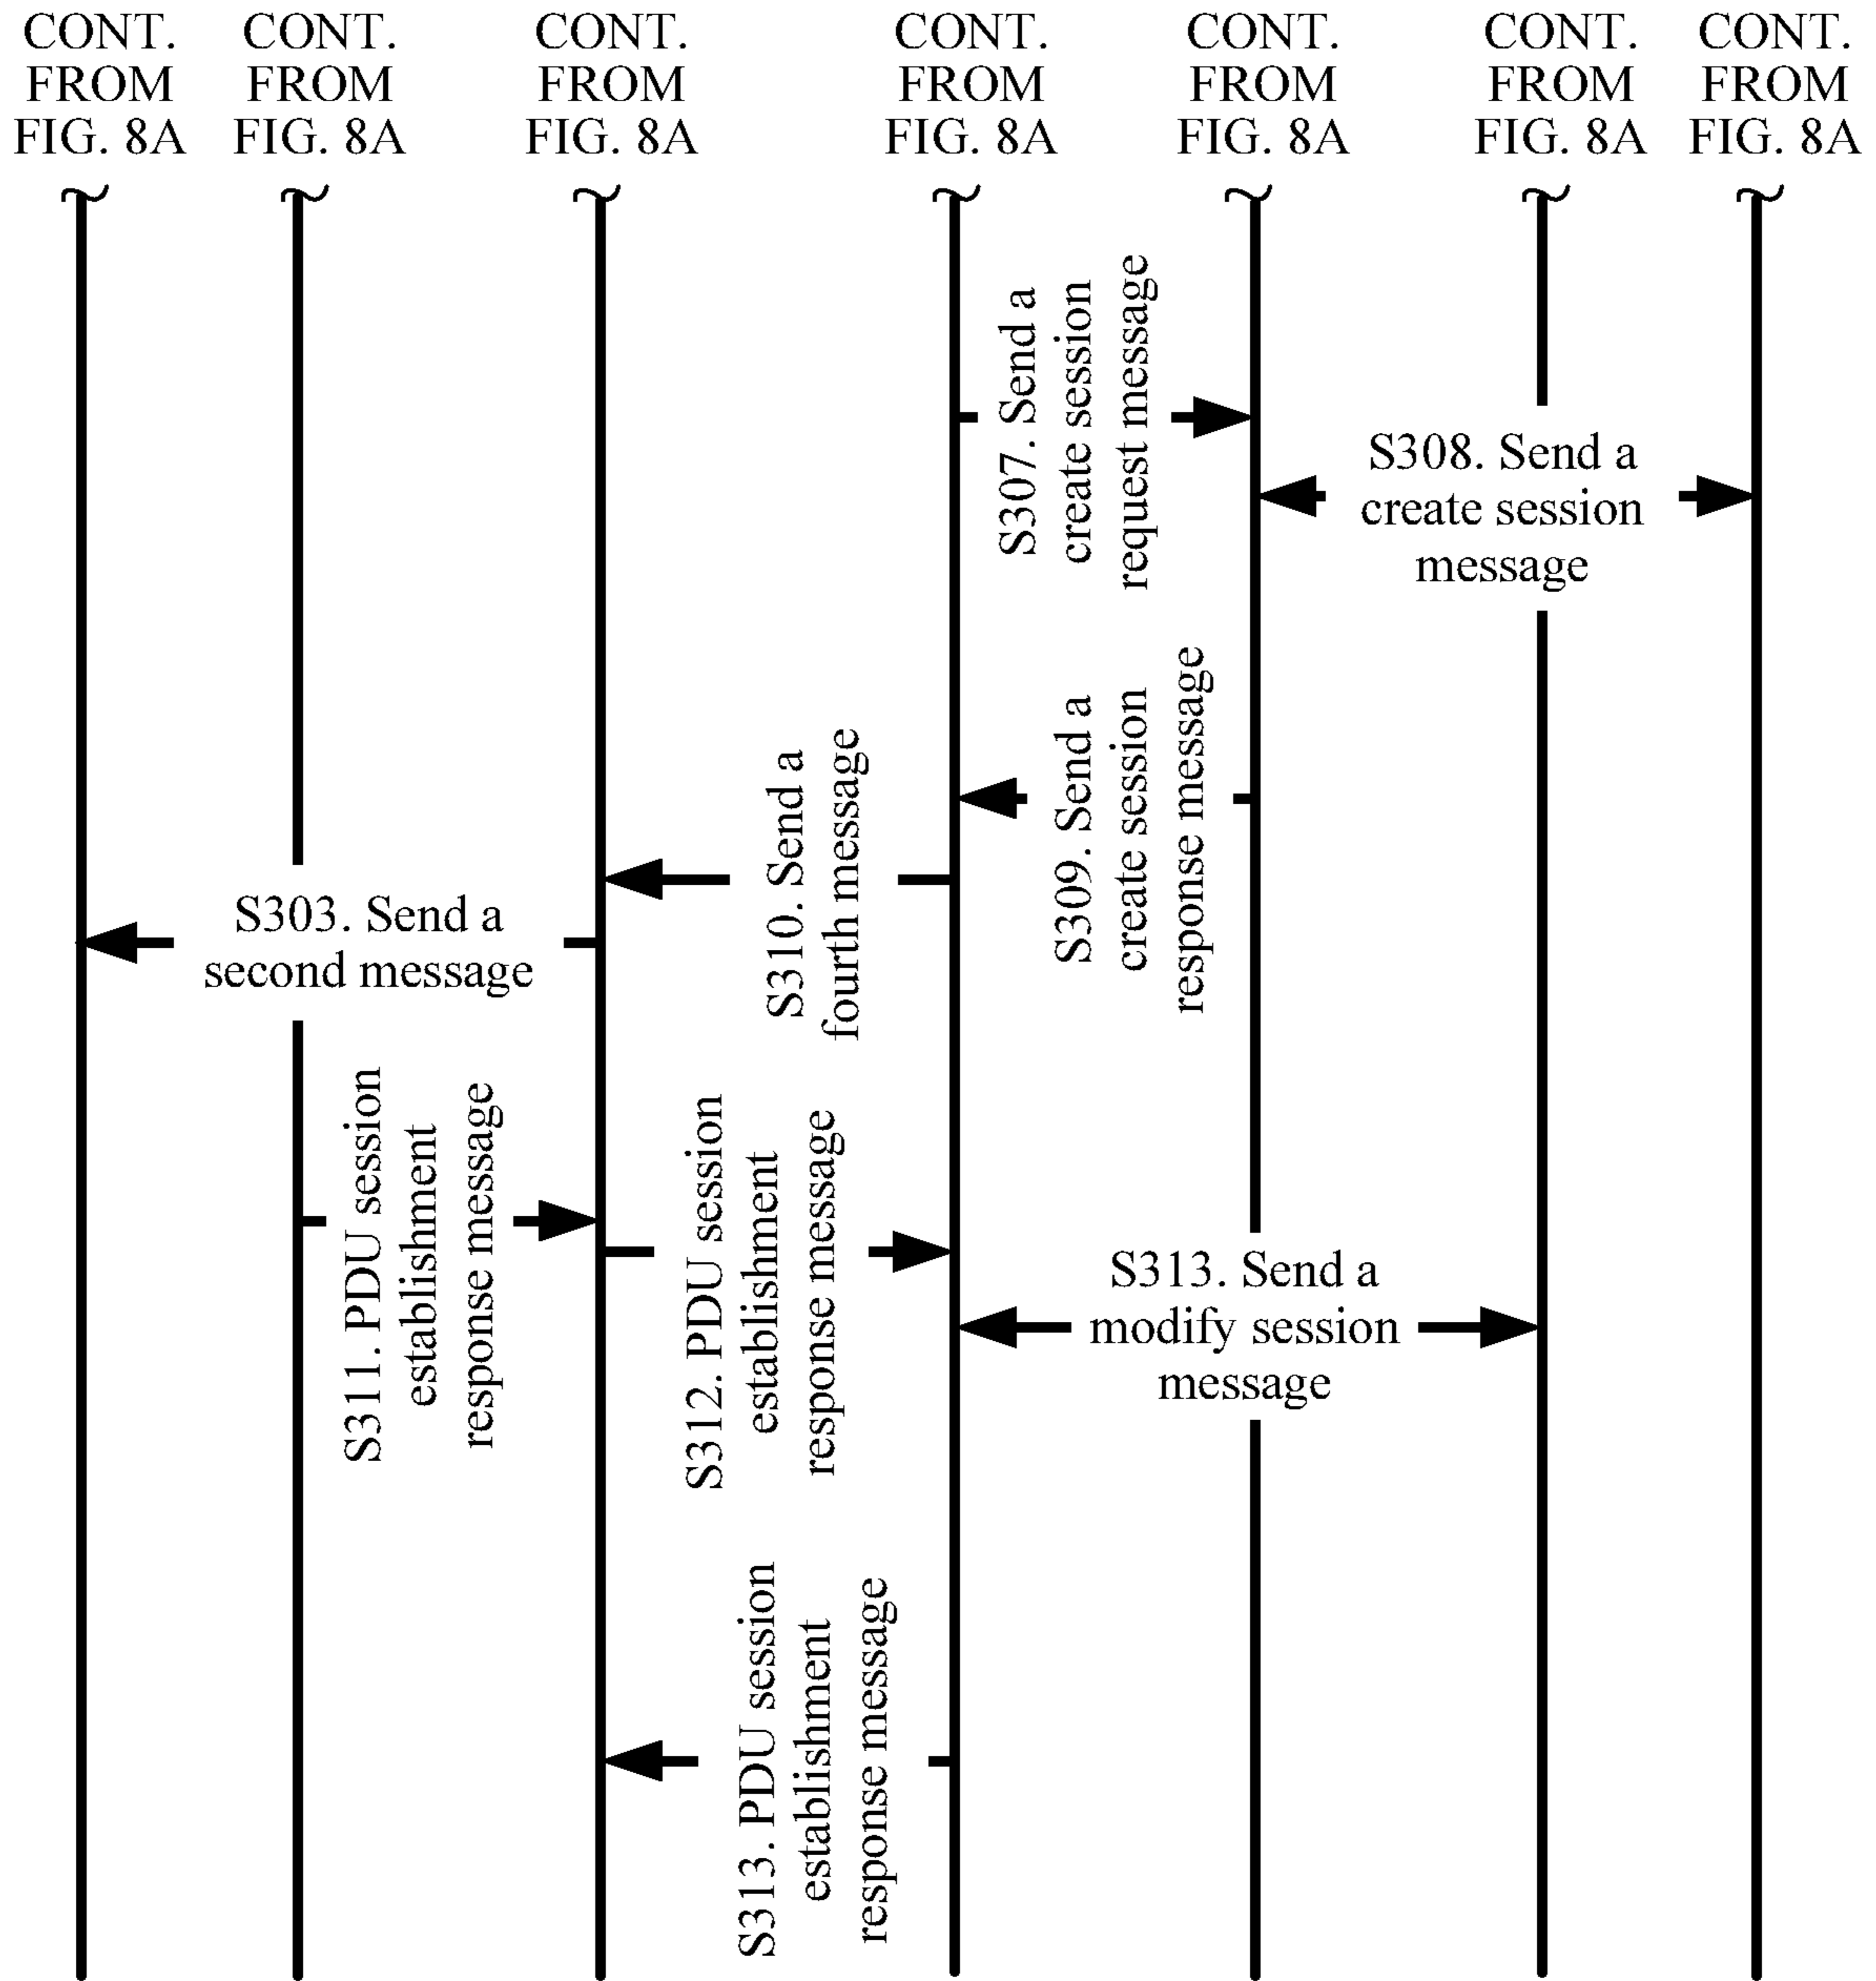 CONT.
FROM
FIG. 8A
CONT.
FROM
FIG. 8A
CONT.
FROM
FIG. 8A
CONT.
FROM
FIG. 8A
CONT.
FROM
FIG. 8A
CONT.
FROM
FIG. 8A
CONT.
FROM
FIG. 8A
S307. Send a
create session
request message
S308. Send a
create session
message
S309. Send a
create session
response message
S310. Send a
fourth message
S303. Send a
second message
S311. PDU session
establishment
response message
S312. PDU session
establishment
response message
S313. Send a
modify session
message
S313. PDU session
establishment
response message